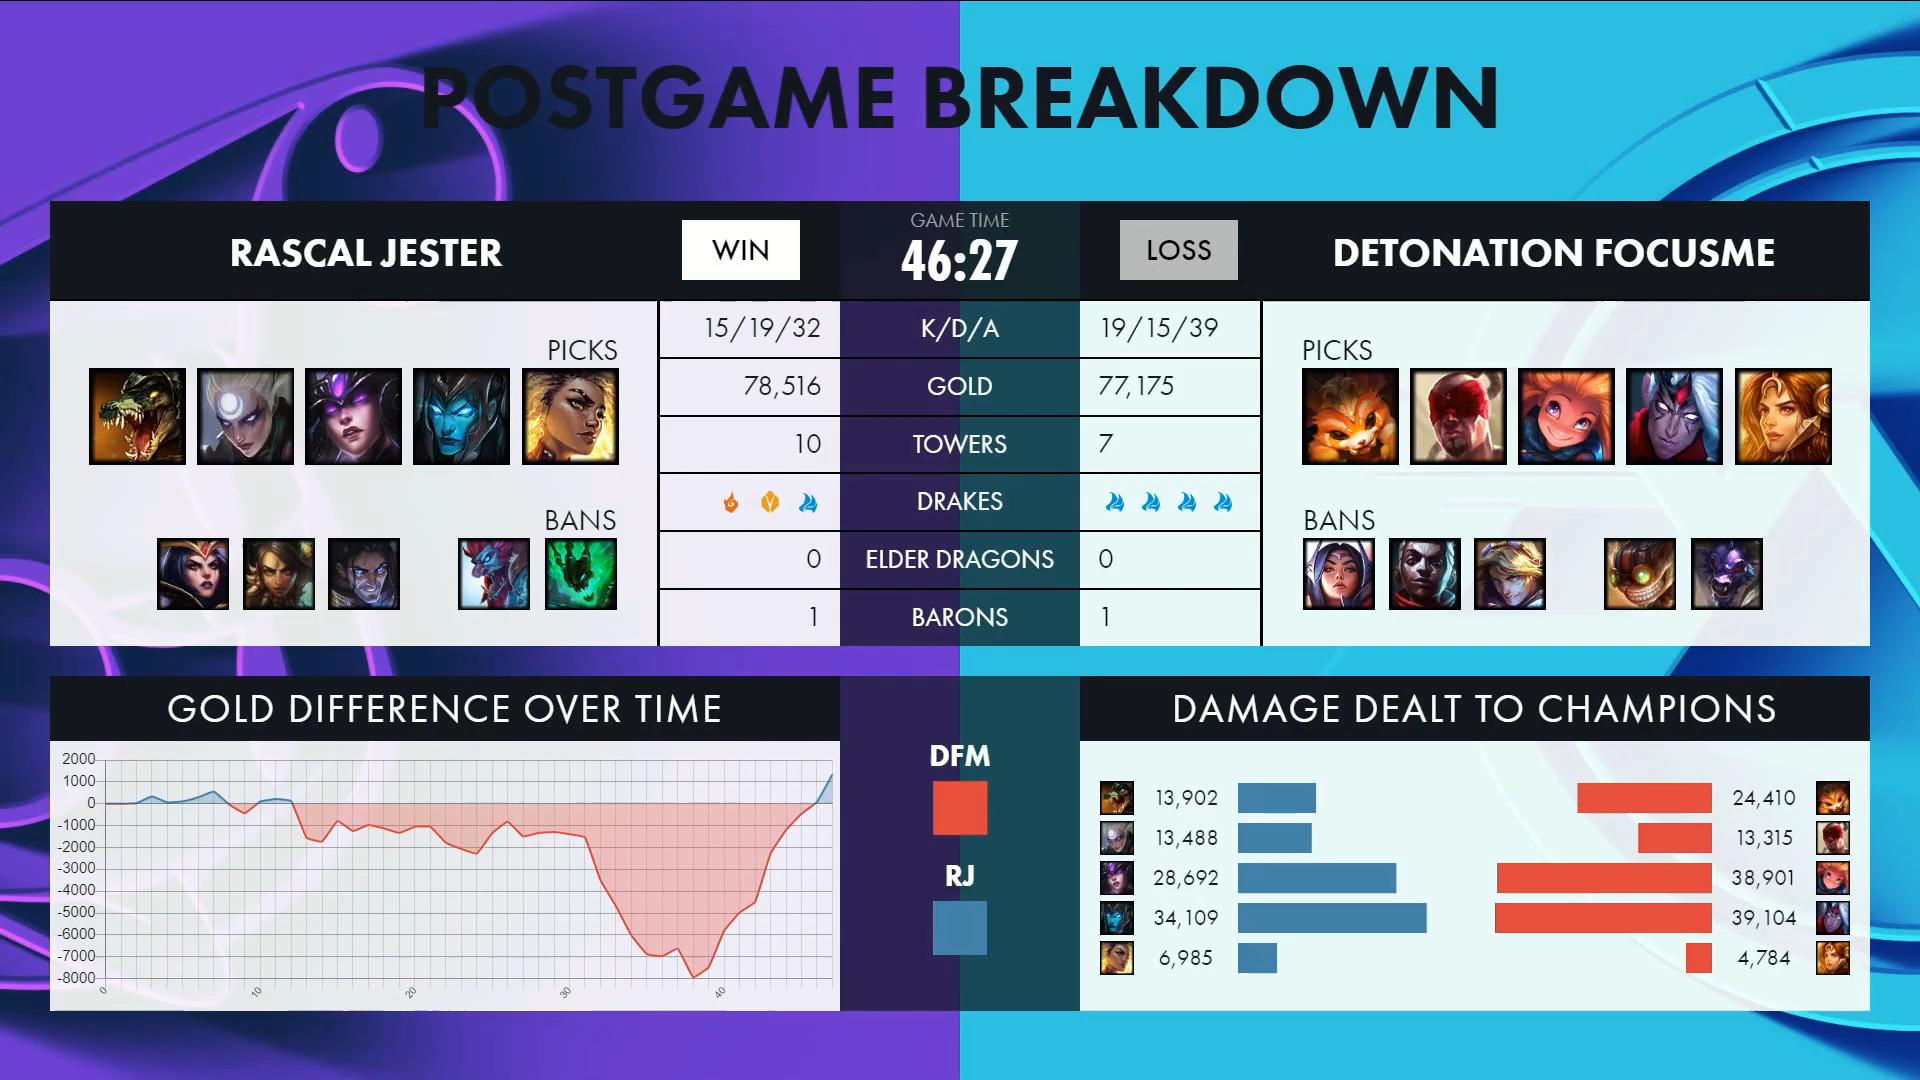 POSTGAME BREAKDOWN
RASCAL JESTER
WIN
GAME TIME
46:27
LOSS
DETONATION FOCUSME
PICKS
BANS
15/19/32 K/D/A 19/15/39
78,516 GOLD 77,175
10 TOWERS 7
DRAKES
0 ELDER DRAGONS 0
1 BARONS 1
PICKS
BANS
GOLD DIFFERENCE OVER TIME
2000
1000
0
-1000
-2000
-3000
-4000
-5000
-6000
-7000
-8000
0 10 20 30 40
DFM
RJ
DAMAGE DEALT TO CHAMPIONS
13,902 24,410
13,488 13,315
28,692 38,901
34,109 39,104
6,985 4,784